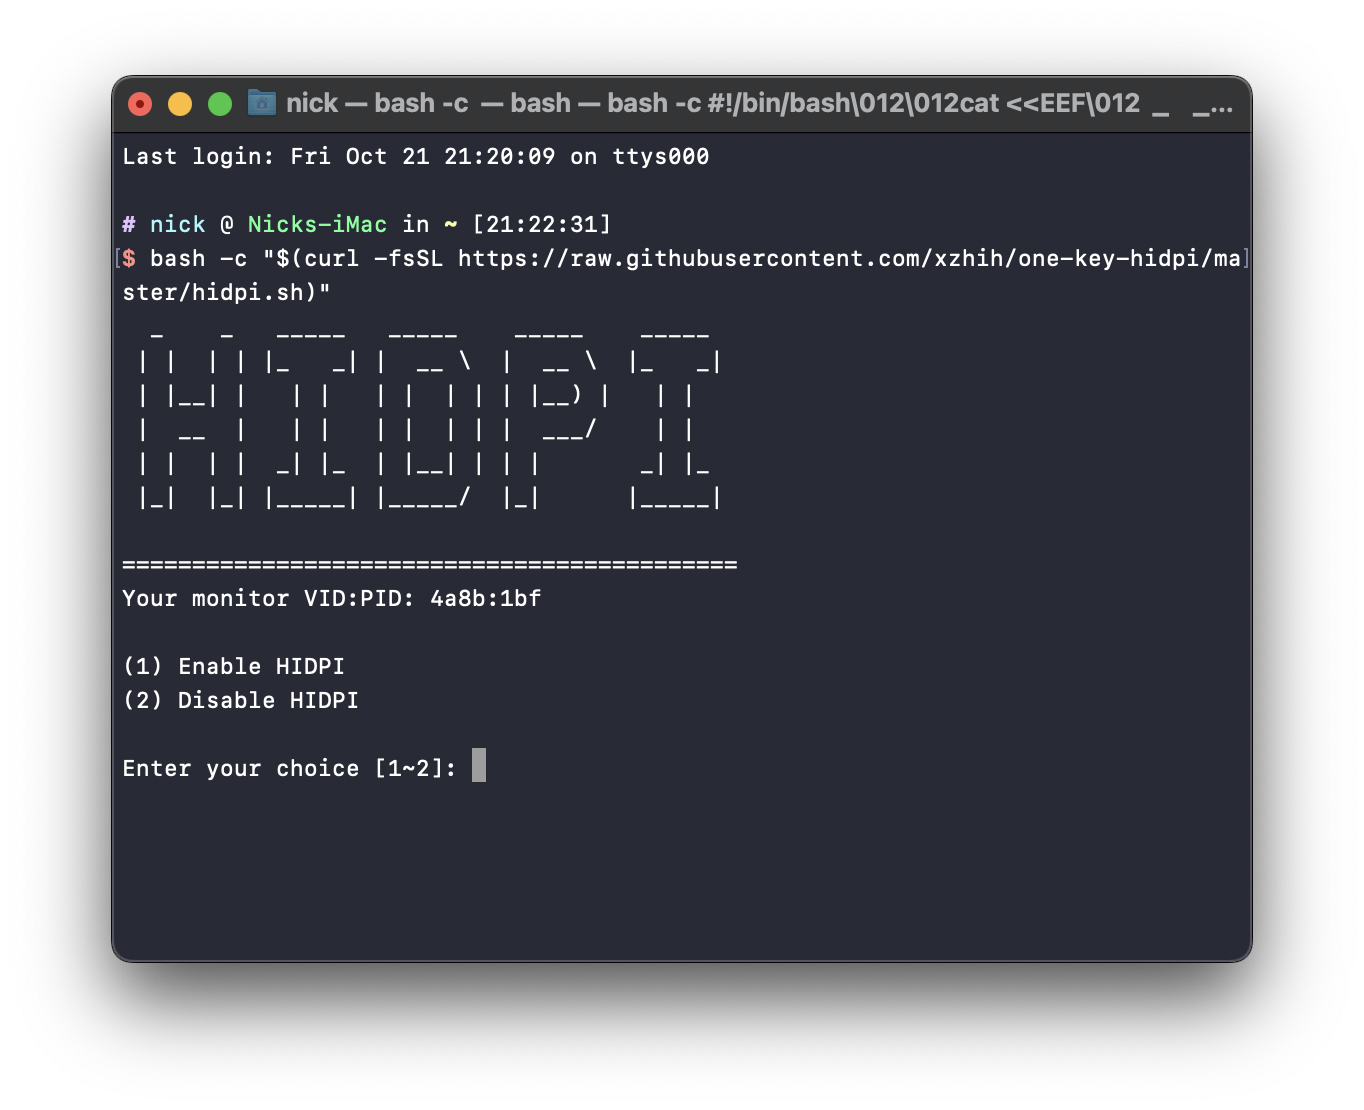 nick — bash -c — bash — bash -c #!/bin/bash\012\012cat <<EEF\012 _   _...
Last login: Fri Oct 21 21:20:09 on ttys000
# nick @ Nicks-iMac in ~ [21:22:31]
$ bash -c "$(curl -fsSL https://raw.githubusercontent.com/xzhih/one-key-hidpi/ma
ster/hidpi.sh)"
  _    _   _____   _____    _____    _____
 | |  | | |_   _| |  __ \  |  __ \  |_   _|
 | |__| |   | |   | |  | | | |__) |   | |
 |  __  |   | |   | |  | | |  ___/    | |
 | |  | |  _| |_  | |__| | | |       _| |_
 |_|  |_| |_____| |_____/  |_|      |_____|
============================================
Your monitor VID:PID: 4a8b:1bf
(1) Enable HIDPI
(2) Disable HIDPI
Enter your choice [1~2]: